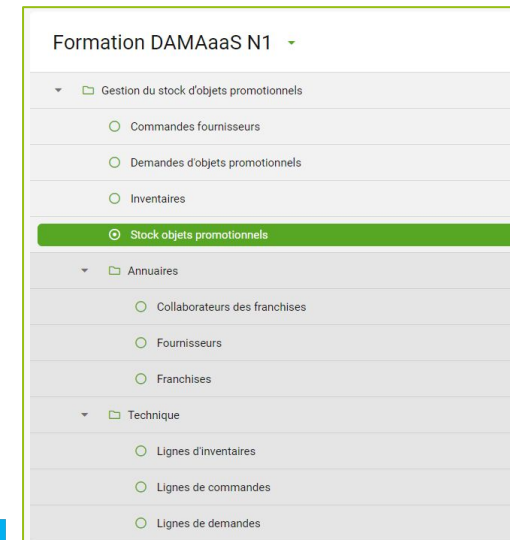 Formation DAMAaaS N1
Gestion du stock d'objets promotionnels
Commandes fournisseurs
Demandes d'objets promotionnels
Inventaires
Stock objets promotionnels
Annuaires
Collaborateurs des franchises
Fournisseurs
Franchises
Technique
Lignes d'inventaires
Lignes de commandes
Lignes de demandes